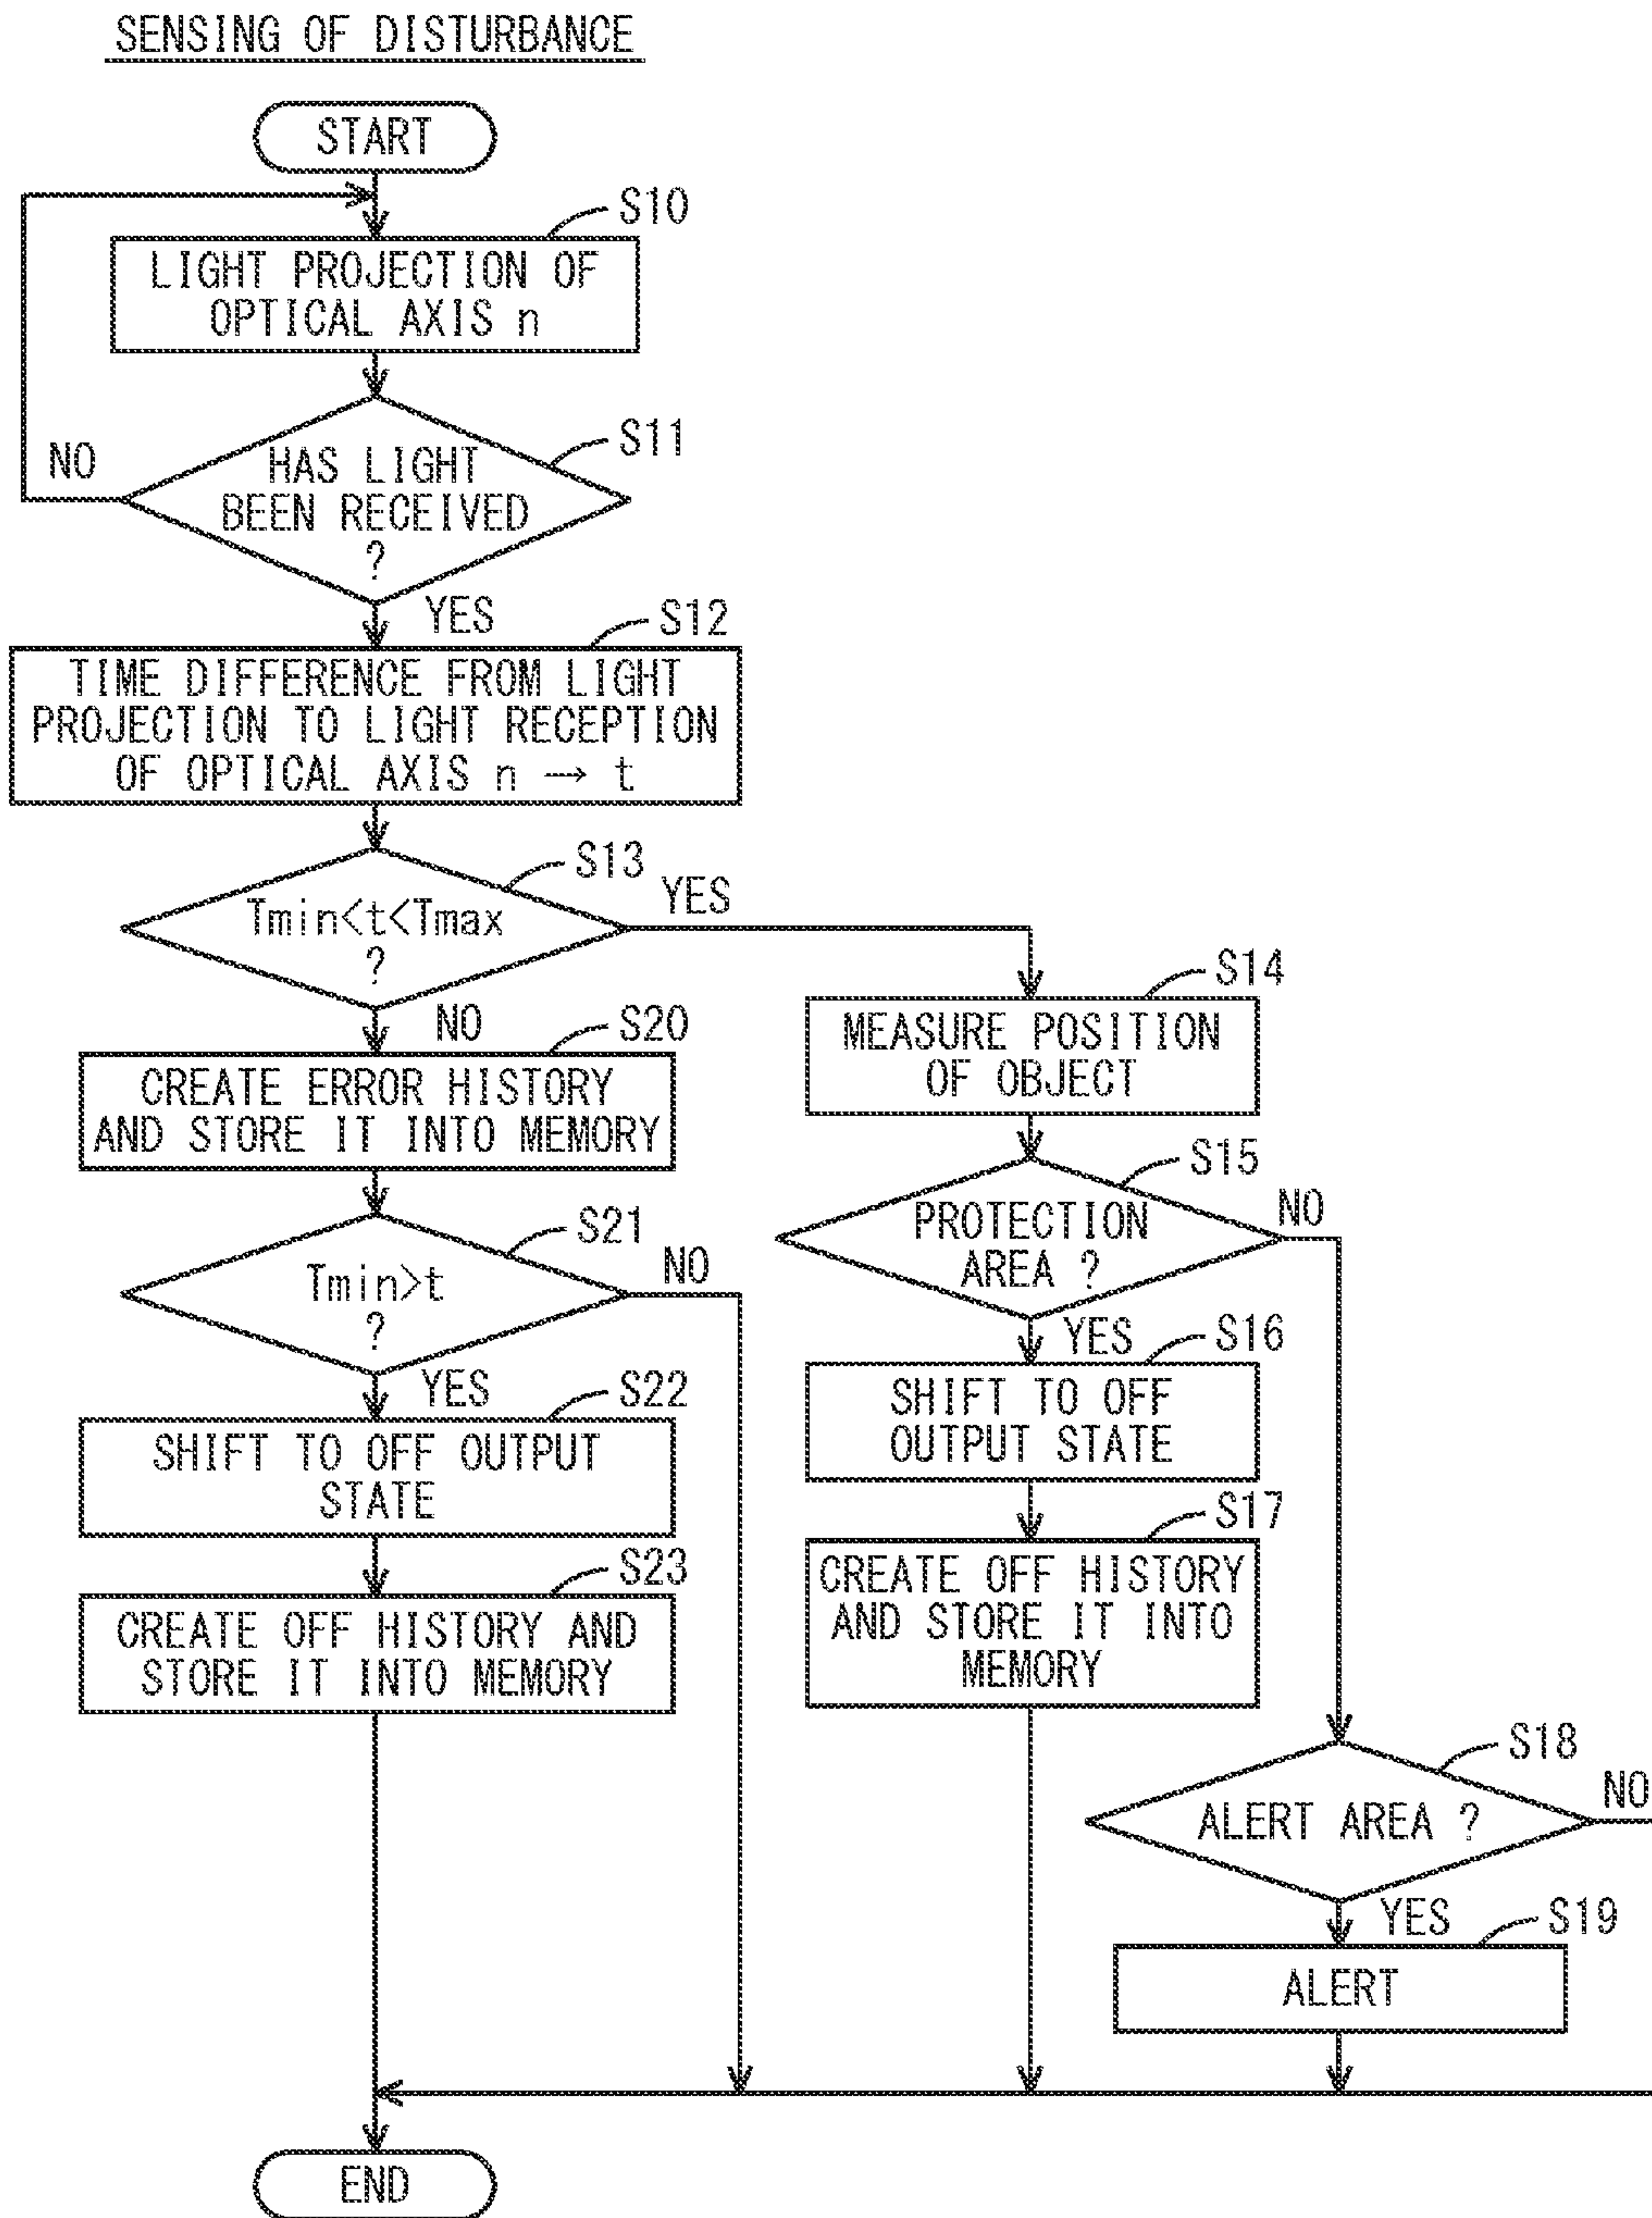 SENSING OF DISTURBANCE
START
S10
LIGHT PROJECTION OF
OPTICAL AXIS n
S11
HAS LIGHT
BEEN RECEIVED
?
NO
YES
S12
TIME DIFFERENCE FROM LIGHT
PROJECTION TO LIGHT RECEPTION
OF OPTICAL AXIS n → t
S13
Tmin<t<Tmax
?
YES
NO
S14
MEASURE POSITION
OF OBJECT
S15
PROTECTION
AREA ?
NO
YES
S16
SHIFT TO OFF
OUTPUT STATE
S17
CREATE OFF HISTORY
AND STORE IT INTO
MEMORY
S18
ALERT AREA ?
NO
YES
S19
ALERT
S20
CREATE ERROR HISTORY
AND STORE IT INTO MEMORY
S21
Tmin>t
?
NO
YES
S22
SHIFT TO OFF OUTPUT
STATE
S23
CREATE OFF HISTORY AND
STORE IT INTO MEMORY
END